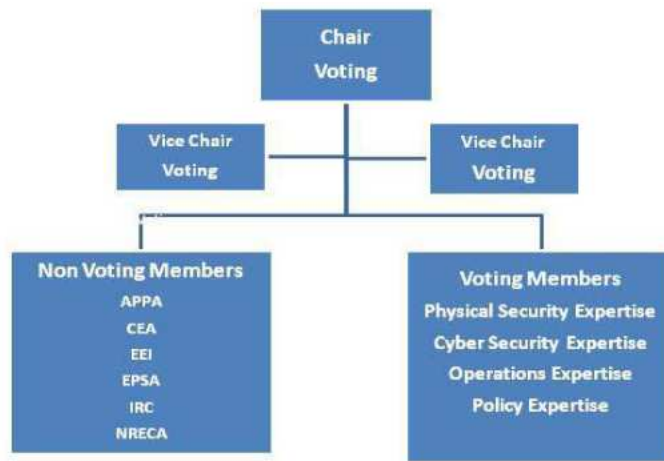 Chair
Voting
Vice Chair
Voting
Vice Chair
Voting
Non Voting Members
APPA
CEA
EEI
EPSA
IRC
NRECA
Voting Members
Physical Security Expertise
Cyber Security Expertise
Operations Expertise
Policy Expertise